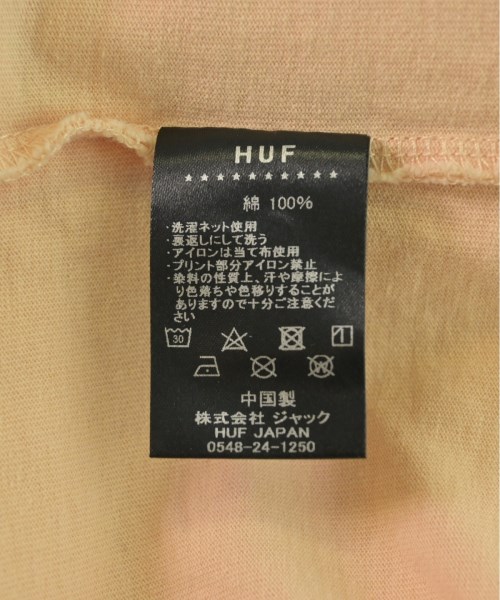 HUF
綿 100%
・洗濯ネット使用
・裏返しにして洗う
・アイロンは当て布使用
・プリント部分アイロン禁止
・染料の性質上、汗や摩擦によ
り色落ちや色移りすることが
ありますので十分ご注意くだ
さい
30
中国製
株式会社 ジャック
HUF JAPAN
0548-24-1250